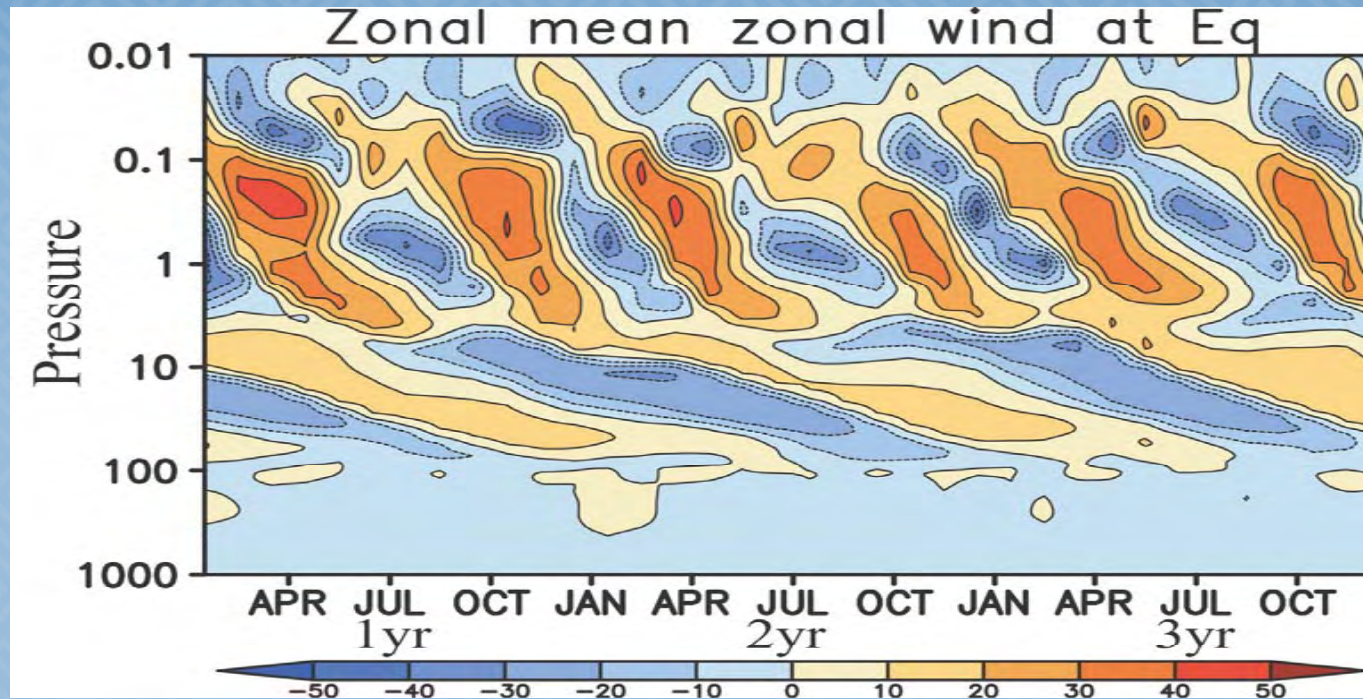 Zonal mean zonal wind at Eq
0.01
0.1
1
10
100
1000
Pressure
APR JUL OCT JAN APR JUL OCT JAN APR JUL OCT
1yr 2yr 3yr
-50 -40 -30 -20 -10 0 10 20 30 40 50